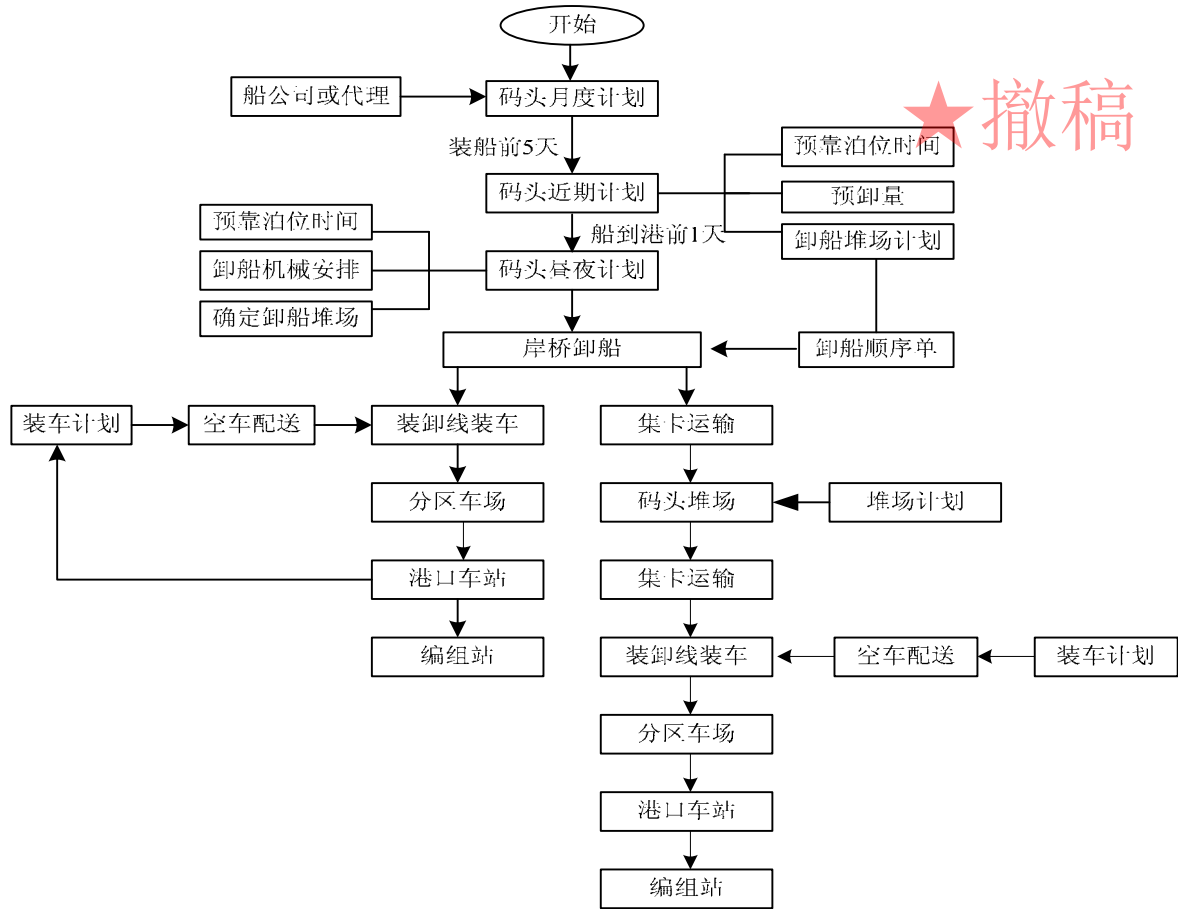 开始
船公司或代理
码头月度计划
★撤稿
装船前5天
预靠泊位时间
码头近期计划
预卸量
预靠泊位时间
船到港前1天
卸船堆场计划
卸船机械安排
码头昼夜计划
确定卸船堆场
岸桥卸船
卸船顺序单
装车计划
空车配送
装卸线装车
集卡运输
分区车场
码头堆场
堆场计划
港口车站
集卡运输
编组站
装卸线装车
空车配送
装车计划
分区车场
港口车站
编组站